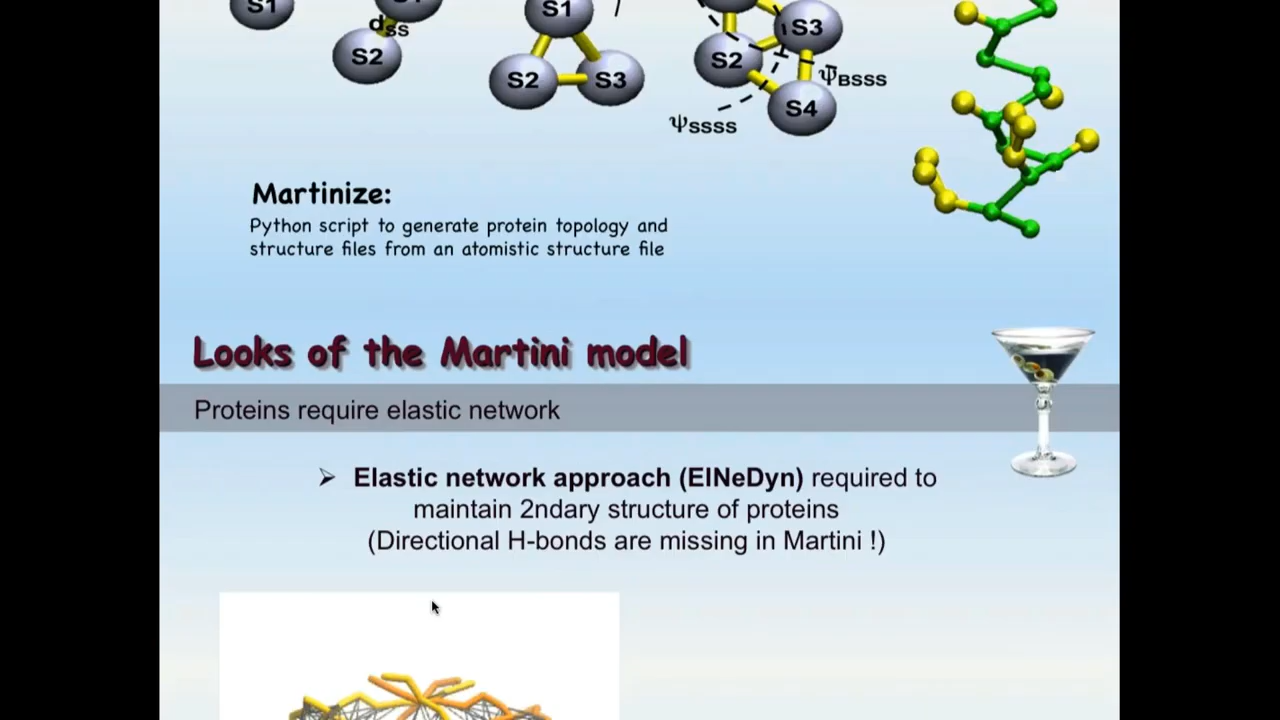 S1
S1
S3
dss
S2
S2
S2
S3
Ψ̄BSSS
S4
ΨSSSS
Martinize:
Python script to generate protein topology and
structure files from an atomistic structure file
Looks of the Martini model
Proteins require elastic network
➢ Elastic network approach (ElNeDyn) required to
maintain 2ndary structure of proteins
(Directional H-bonds are missing in Martini !)